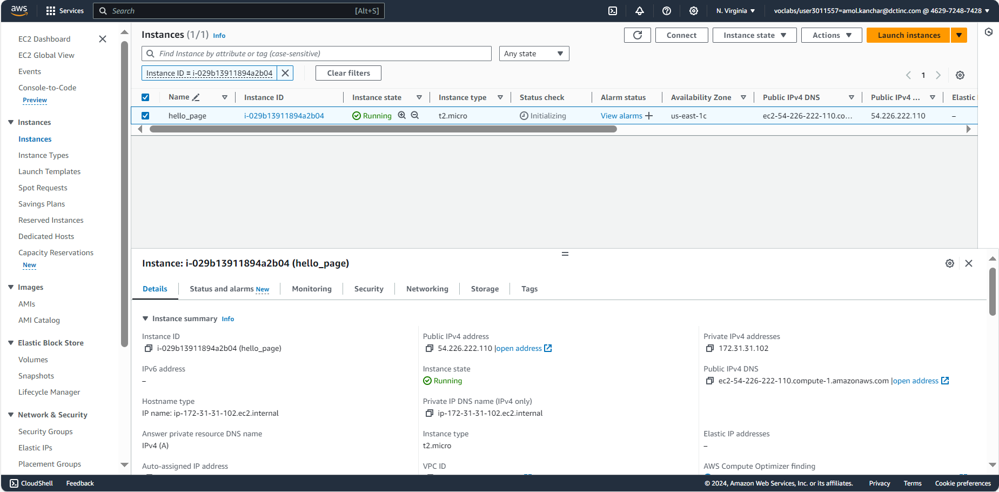 aws Services Search [Alt+S] N. Virginia voclabs/user3011557=amol.kanchar@dctinc.com @ 4629-7248-7428
EC2 Dashboard
EC2 Global View
Events
Console-to-Code
Preview
Instances
Instances
Instance Types
Launch Templates
Spot Requests
Savings Plans
Reserved Instances
Dedicated Hosts
Capacity Reservations
New
Images
AMIs
AMI Catalog
Elastic Block Store
Volumes
Snapshots
Lifecycle Manager
Network & Security
Security Groups
Elastic IPs
Placement Groups
Instances (1/1) Info Connect Instance state Actions Launch instances
Find Instance by attribute or tag (case-sensitive) Any state
Instance ID = i-029b13911894a2b04 Clear filters 1
Name Instance ID Instance state Instance type Status check Alarm status Availability Zone Public IPv4 DNS Public IPv4 ... Elastic
hello_page i-029b13911894a2b04 Running t2.micro Initializing View alarms us-east-1c ec2-54-226-222-110.co... 54.226.222.110 –
Instance: i-029b13911894a2b04 (hello_page)
Details Status and alarms New Monitoring Security Networking Storage Tags
Instance summary Info
Instance ID Public IPv4 address Private IPv4 addresses
i-029b13911894a2b04 (hello_page) 54.226.222.110 |open address 172.31.31.102
IPv6 address Instance state Public IPv4 DNS
– Running ec2-54-226-222-110.compute-1.amazonaws.com |open address
Hostname type Private IP DNS name (IPv4 only)
IP name: ip-172-31-31-102.ec2.internal ip-172-31-31-102.ec2.internal
Answer private resource DNS name Instance type Elastic IP addresses
IPv4 (A) t2.micro –
Auto-assigned IP address VPC ID AWS Compute Optimizer finding
CloudShell Feedback © 2024, Amazon Web Services, Inc. or its affiliates. Privacy Terms Cookie preferences